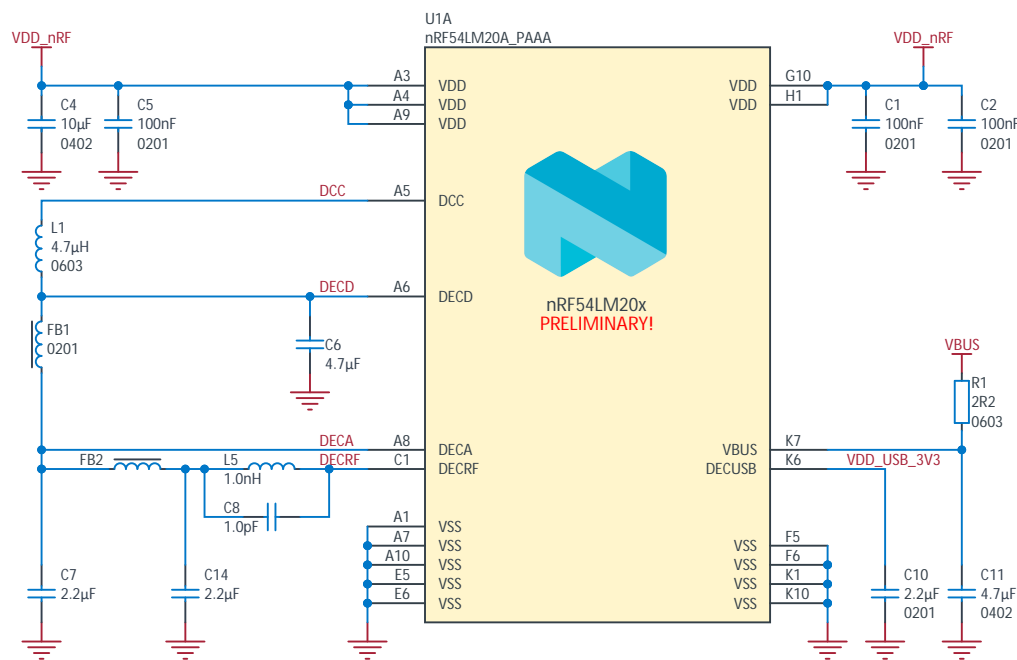 U1A
nRF54LM20A_PAAA
VDD_nRF
VDD_nRF
A3
VDD
VDD
G10
A4
VDD
VDD
H1
A9
VDD
C4
10µF
0402
C5
100nF
0201
C1
100nF
0201
C2
100nF
0201
DCC
A5
DCC
L1
4.7µH
0603
DECD
A6
DECD
nRF54LM20x
PRELIMINARY!
FB1
0201
C6
4.7µF
VBUS
R1
2R2
0603
DECA
A8
DECA
VBUS
K7
FB2
L5
1.0nH
DECRF
C1
DECRF
DECUSB
K6
VDD_USB_3V3
C8
1.0pF
A1
VSS
A7
VSS
A10
VSS
E5
VSS
E6
VSS
VSS
F5
VSS
F6
VSS
K1
VSS
K10
C7
2.2µF
C14
2.2µF
C10
2.2µF
0201
C11
4.7µF
0402